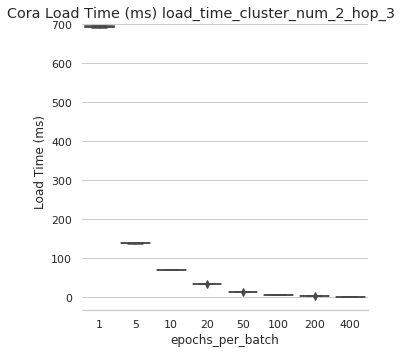 Cora Load Time (ms) load_time_cluster_num_2_hop_3
700
600
500
400
300
200
100
0
Load Time (ms)
1 5 10 20 50 100 200 400
epochs_per_batch